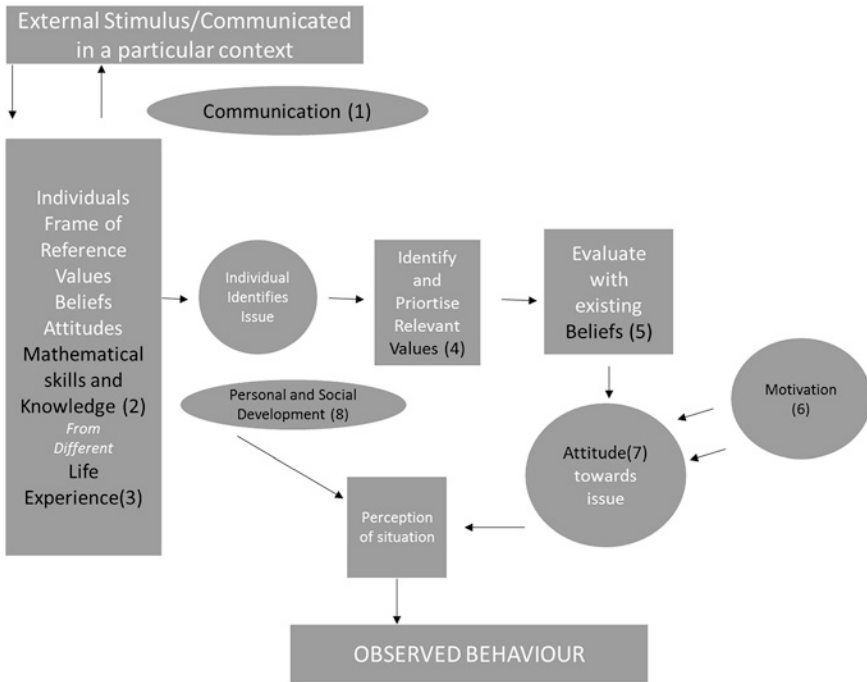 External Stimulus/Communicated
in a particular context
Communication (1)
Individuals
Frame of
Reference
Values
Beliefs
Attitudes
Mathematical
skills and
Knowledge (2)
From
Different
Life
Experience(3)
Individual
Identifies
Issue
Identify
and
Priortise
Relevant
Values (4)
Evaluate
with
existing
Beliefs (5)
Personal and Social
Development (8)
Motivation
(6)
Attitude(7)
towards
issue
Perception
of situation
OBSERVED BEHAVIOUR